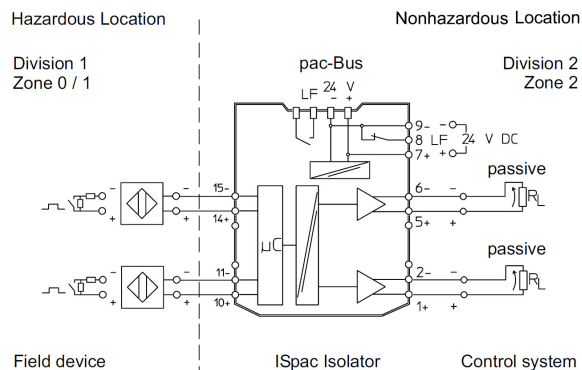 Hazardous Location
Nonhazardous Location
Division 1
Zone 0 / 1
pac-Bus
Division 2
Zone 2
LF 24 V
- +
9- - 24 V DC
8 LF
7+ +
passive
- - 15- 6- - RL
+ + 14+ 5+ +
µC
passive
- - 11- 2- - RL
+ + 10+ 1+ +
Field device
ISpac Isolator
Control system